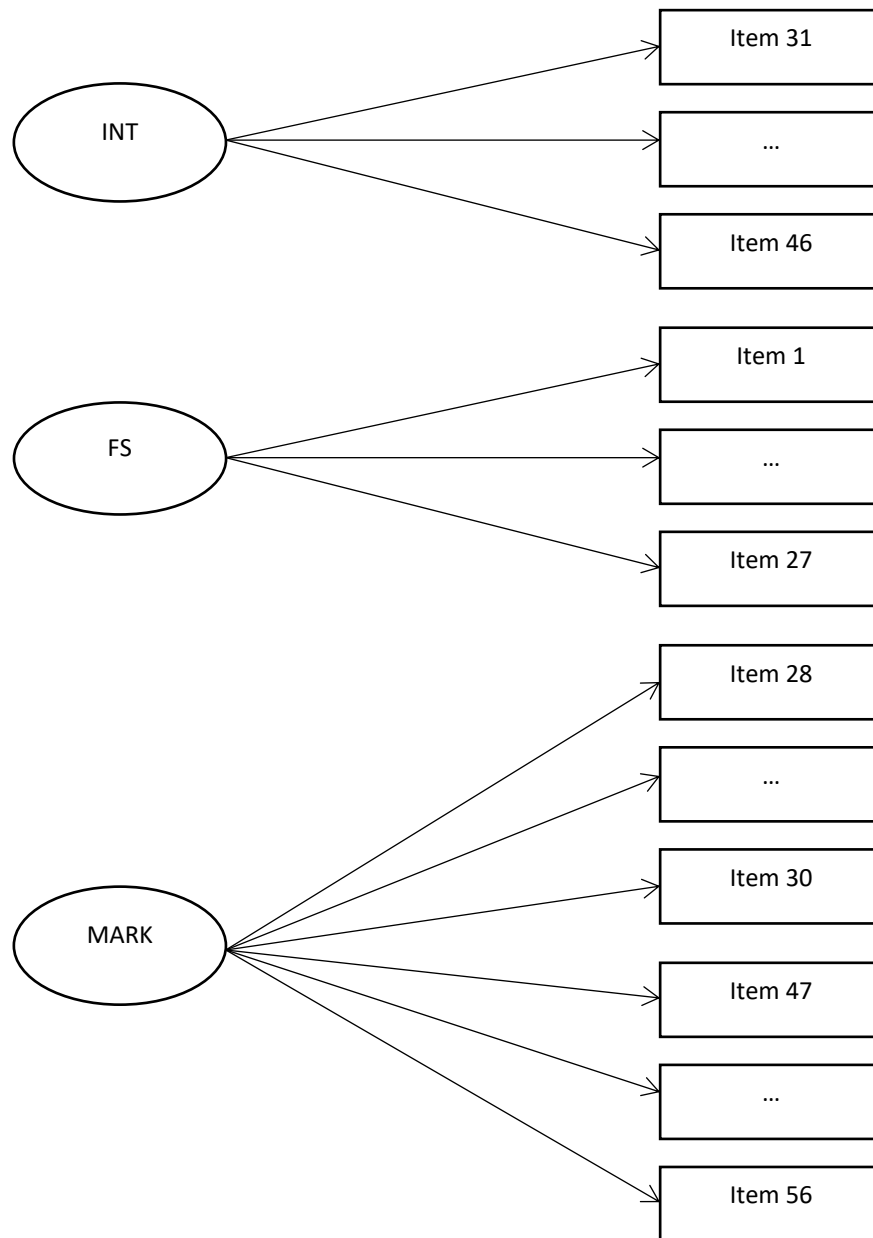 Item 31
INT
...
Item 46
Item 1
FS
...
Item 27
Item 28
...
Item 30
MARK
Item 47
...
Item 56